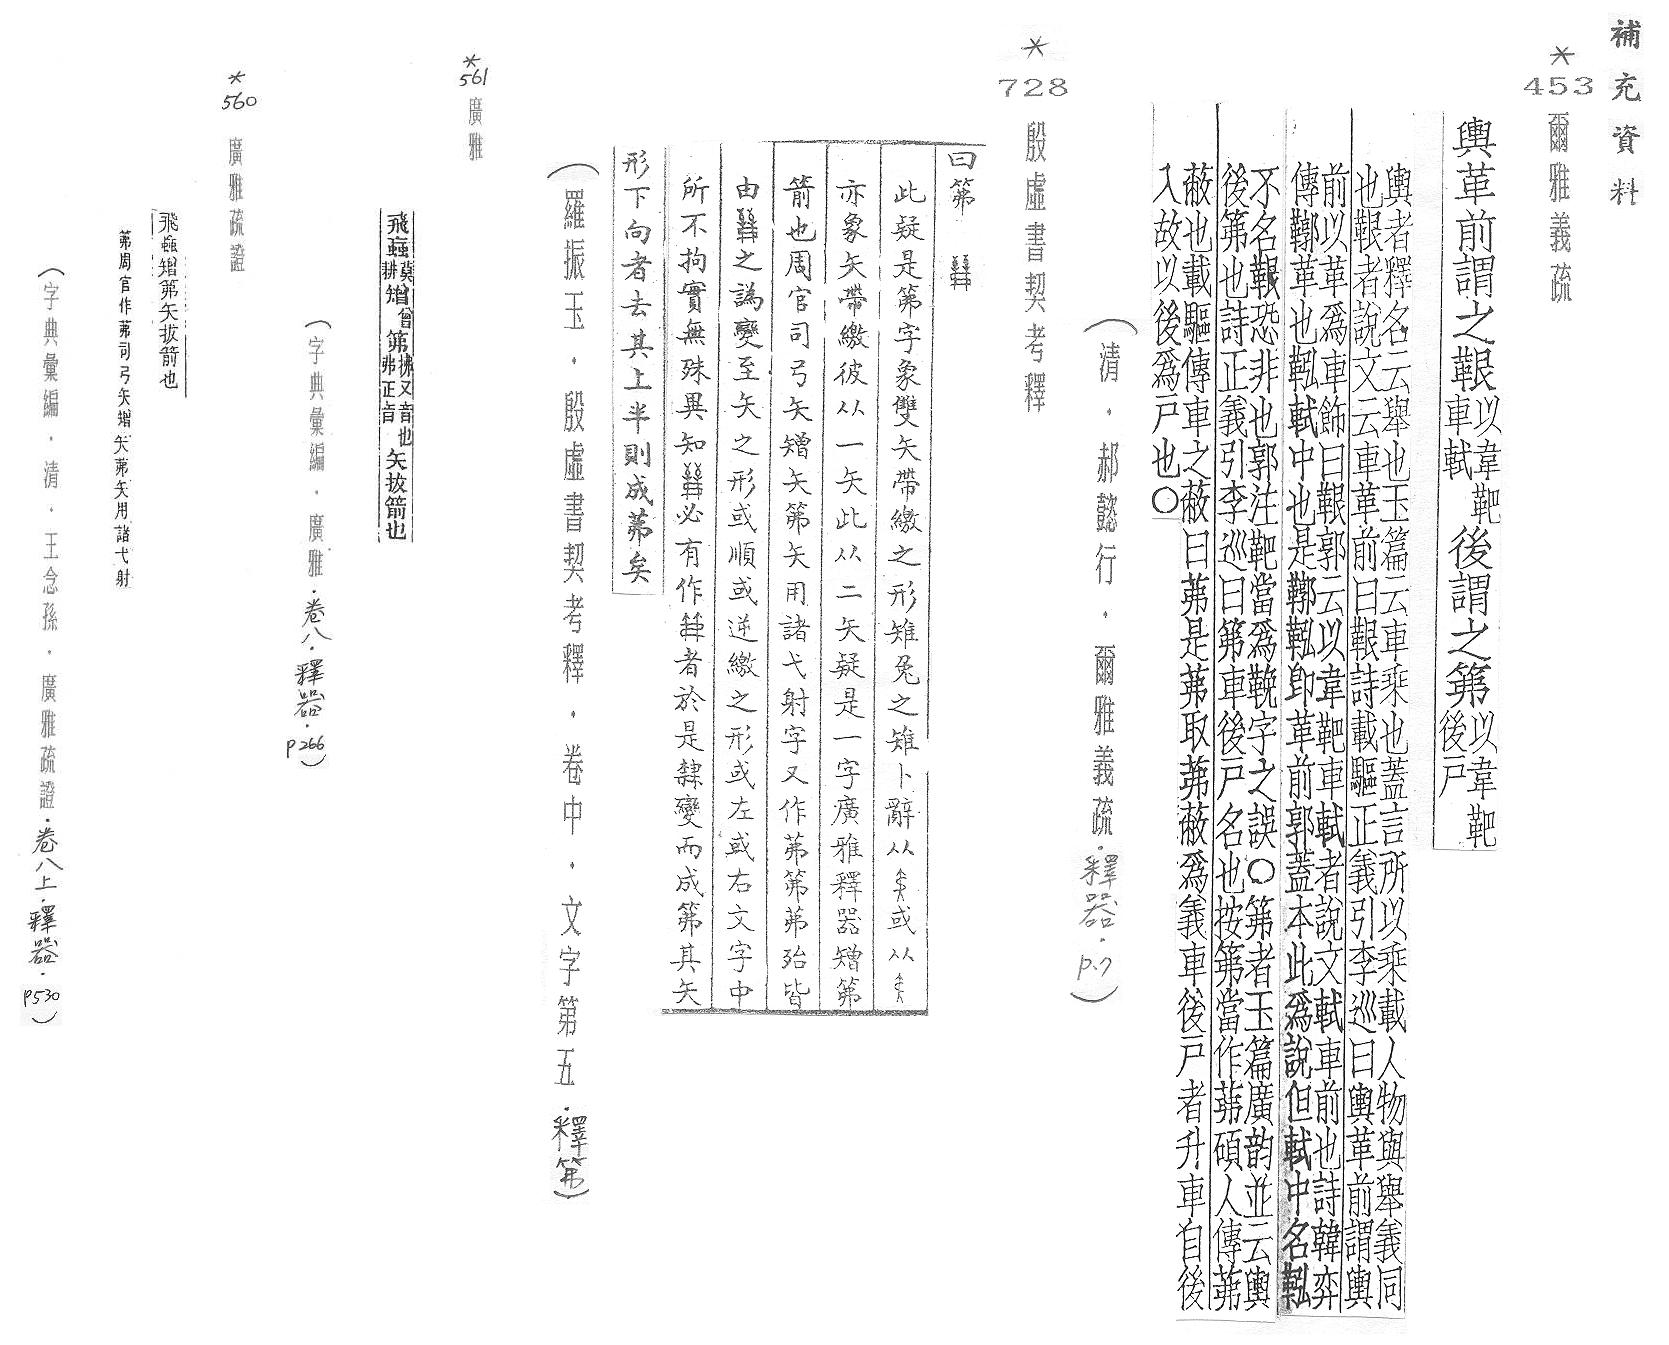 補充資料
*
453
爾雅義疏
輿革前謂之鞎以韋靶車軾後謂之笰以韋靶後戶
輿者釋名云舉也玉篇云車乘也蓋言所以乘載人物與舉義同
也鞎者說文云車革前曰鞎詩載驅正義引李巡曰輿革前謂輿
前以革爲車飾曰鞎郭云以韋靶車軾者說文軾車前也詩韓奕
傳鞹革也鞃軾中也是鞹鞃卽革前郭蓋本此爲說但軾中名鞃
不名鞎恐非也郭注靶當爲鞔字之誤○笰者玉篇廣韵並云輿
後笰也詩正義引李巡曰笰車後戶名也按笰當作茀碩人傳茀
蔽也載驅傳車之蔽曰茀是茀取茀蔽爲義車後戶者升車自後
入故以後爲戶也○
(清．郝懿行．爾雅義疏．釋器．p.7)
*
728
殷虛書契考釋
曰笰
此疑是笰字象雙矢帶繳之形雉兔之雉卜辭从或从
亦象矢帶繳彼从一矢此从二矢疑是一字廣雅釋器矰笰
箭也周官司弓矢矰矢笰矢用諸弋射字又作茀笰茀殆皆
由之譌變至矢之形或順或逆繳之形或左或右文字中
所不拘實無殊異知必有作者於是隸變而成笰其矢
形下向者去其上半則成茀矣
(羅振玉．殷虛書契考釋．卷中．文字第五．釋笰)
*
561
廣雅
飛䖟莫耕矰曾笰拂又音弗正音也矢拔箭也
(字典彙編．廣雅．卷八．釋器．p266)
*
560
廣雅疏證
飛䖟矰笰矢拔箭也
笰周官作茀司弓矢矰矢茀矢用諸弋射
(字典彙編．清．王念孫．廣雅疏證．卷八上．釋器．p530)